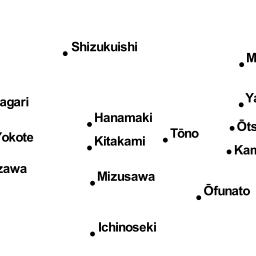 Shizukuishi
M
agari
Ya
Hanamaki
Ōts
Yokote
Tōno
Kitakami
Kam
zawa
Mizusawa
Ōfunato
Ichinoseki